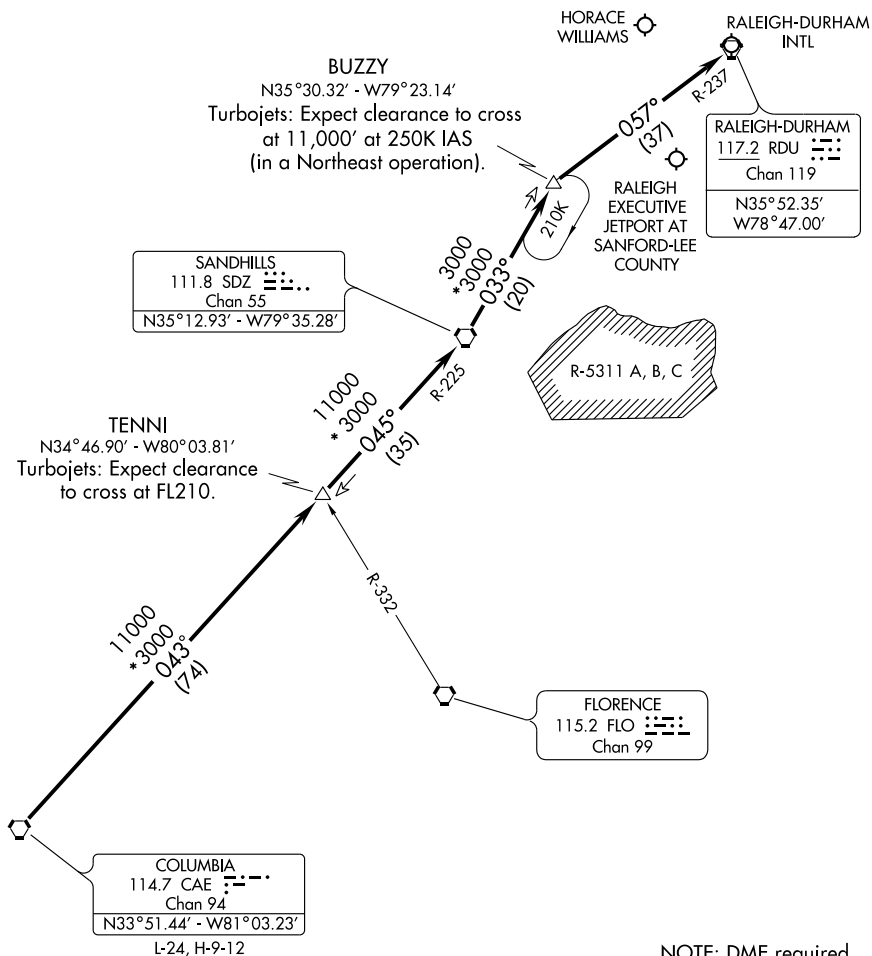 HORACE
WILLIAMS
RALEIGH-DURHAM
INTL
BUZZY
N35°30.32' - W79°23.14'
Turbojets: Expect clearance to cross
at 11,000' at 250K IAS
(in a Northeast operation).
R-237
057°
(37)
RALEIGH-DURHAM
117.2 RDU
Chan 119
N35°52.35'
W78°47.00'
RALEIGH
EXECUTIVE
JETPORT AT
SANFORD-LEE
COUNTY
210K
SANDHILLS
111.8 SDZ
Chan 55
N35°12.93' - W79°35.28'
3000
*3000
033°
(20)
R-5311 A, B, C
R-225
11000
* 3000
045°
(35)
TENNI
N34°46.90' - W80°03.81'
Turbojets: Expect clearance
to cross at FL210.
R-332
11000
*3000
043°
(74)
FLORENCE
115.2 FLO
Chan 99
COLUMBIA
114.7 CAE
Chan 94
N33°51.44' - W81°03.23'
L-24, H-9-12
NOTE: DME required